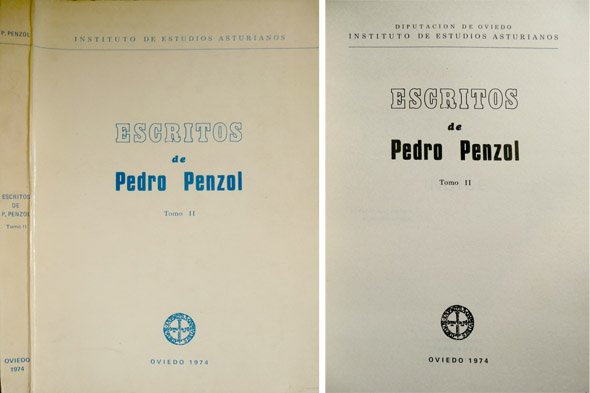 P. PENZOL
ESCRITOS
DE
P. PENZOL
Tomo II
OVIEDO
1974
INSTITUTO DE ESTUDIOS ASTURIANOS
ESCRITOS
de
Pedro Penzol
Tomo II
OVIEDO 1974
DIPUTACION DE OVIEDO
INSTITUTO DE ESTUDIOS ASTURIANOS
ESCRITOS
de
Pedro Penzol
Tomo II
OVIEDO 1974